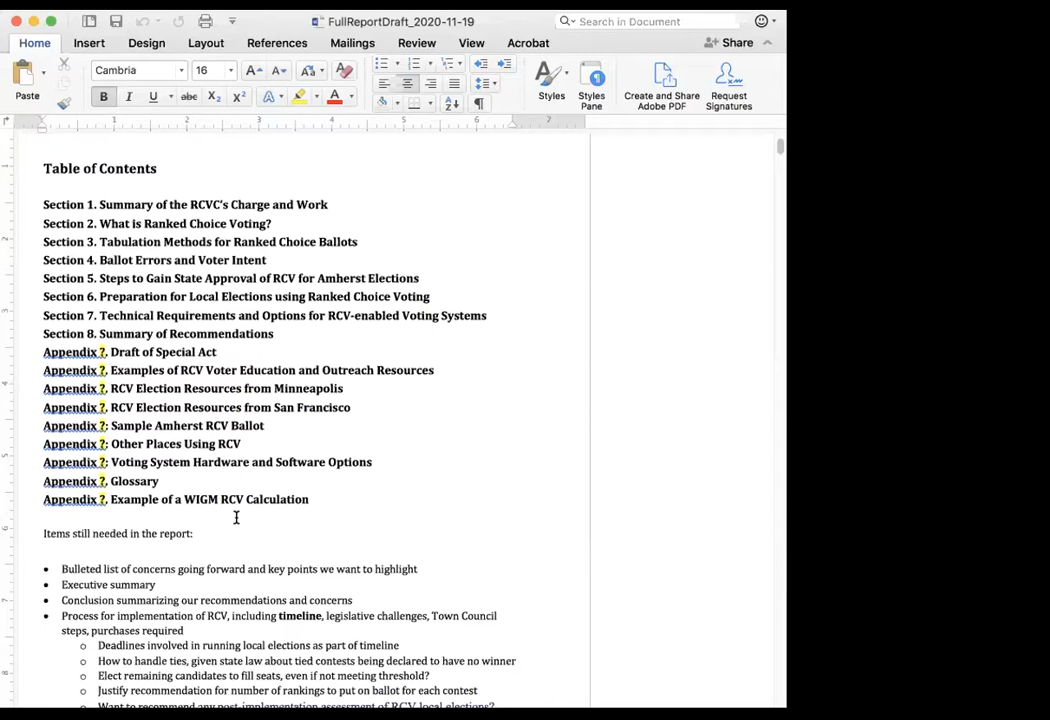 FullReportDraft_2020-11-19
Search in Document
Home Insert Design Layout References Mailings Review View Acrobat
Share
Cambria 16
Paste
Styles
Styles Pane
Create and Share Adobe PDF
Request Signatures
B I U abc X2 X2
1 2 3 4 5 6 7
Table of Contents
Section 1. Summary of the RCVC's Charge and Work
Section 2. What is Ranked Choice Voting?
Section 3. Tabulation Methods for Ranked Choice Ballots
Section 4. Ballot Errors and Voter Intent
Section 5. Steps to Gain State Approval of RCV for Amherst Elections
Section 6. Preparation for Local Elections using Ranked Choice Voting
Section 7. Technical Requirements and Options for RCV-enabled Voting Systems
Section 8. Summary of Recommendations
Appendix ?. Draft of Special Act
Appendix ?. Examples of RCV Voter Education and Outreach Resources
Appendix ?. RCV Election Resources from Minneapolis
Appendix ?. RCV Election Resources from San Francisco
Appendix ?: Sample Amherst RCV Ballot
Appendix ?: Other Places Using RCV
Appendix ?: Voting System Hardware and Software Options
Appendix ?. Glossary
Appendix ?. Example of a WIGM RCV Calculation
Items still needed in the report:
• Bulleted list of concerns going forward and key points we want to highlight
• Executive summary
• Conclusion summarizing our recommendations and concerns
• Process for implementation of RCV, including timeline, legislative challenges, Town Council
steps, purchases required
o Deadlines involved in running local elections as part of timeline
o How to handle ties, given state law about tied contests being declared to have no winner
o Elect remaining candidates to fill seats, even if not meeting threshold?
o Justify recommendation for number of rankings to put on ballot for each contest
o Want to recommend any post-implementation assessment of RCV local elections?